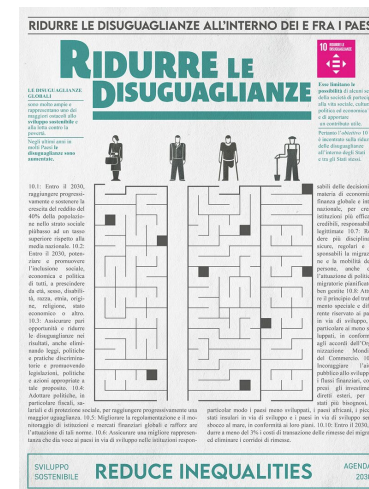 RIDURRE LE DISUGUAGLIANZE ALL'INTERNO DEI E FRA I PAES
RIDURRE LE
DISUGUAGLIANZE
10
LE DISUGUAGLIANZE
GLOBALI
sono molto ampie e
rappresentano uno dei
maggiori ostacoli allo
sviluppo sostenibile e
alla lotta contro la
povertà.
Negli ultimi anni in
molti Paesi le
disuguaglianze sono
aumentate.
Esse limitano le
possibilità di alcuni se
della società di partecip
alla vita sociale, cultur
politica ed economica
e di apportare
un contributo utile.
Pertanto l'obiettivo 10
è incentrato sulla riduz
delle disuguaglianze
all'interno degli Stati
e tra gli Stati stessi.
10.1: Entro il 2030,
raggiungere progressi-
vamente e sostenere la
crescita del reddito del
40% della popolazio-
ne nello strato sociale
più basso ad un tasso
superiore rispetto alla
media nazionale. 10.2:
Entro il 2030, poten-
ziare e promuovere
l'inclusione sociale,
economica e politica
di tutti, a prescindere
da età, sesso, disabili-
tà, razza, etnia, origi-
ne, religione, stato
economico o altro.
10.3: Assicurare pari
opportunità e ridurre
le disuguaglianze nei
risultati, anche elimi-
nando leggi, politiche
e pratiche discrimina-
torie e promuovendo
legislazioni, politiche
e azioni appropriate a
tale proposito. 10.4:
Adottare politiche, in
particolare fiscali, sa-
lariali e di protezione sociale, per raggiungere progressivamente una
maggior uguaglianza. 10.5: Migliorare la regolamentazione e il mo-
nitoraggio di istituzioni e mercati finanziari globali e rafforzare
l'attuazione di tali norme. 10.6: Assicurare una migliore rappresen-
tanza che dia voce ai paesi in via di sviluppo nelle istituzioni respon-
sabili delle decisioni
materia di economia
finanza globale e int
nazionale, per cre
istituzioni più effica
credibili, responsabil
legittimate 10.7: R
dere più disciplin
sicure, regolari e
sponsabili la migraz
ne e la mobilità de
persone, anche c
l'attuazione di politic
migratorie pianificat
ben gestite 10.8: Att
re il principio del trat
mento speciale e dif
rente riservato ai pa
in via di sviluppo,
particolare ai meno s
luppati, in conform
agli accordi dell'Org
nizzazione Mondi
del Commercio. 10
Incoraggiare l'ai
pubblico allo svilupp
i flussi finanziari, co
presi gli investime
diretti esteri, per
stati più bisognosi,
particolar modo i paesi meno sviluppati, i paesi africani, i picc
stati insulari in via di sviluppo e i paesi in via di sviluppo sen
sbocco al mare, in conformità ai loro piani. 10.10: Entro il 2030,
durre a meno del 3% i costi di transazione delle rimesse dei migra
ed eliminare i corridoi di rimesse.
SVILUPPO
SOSTENIBILE
REDUCE INEQUALITIES
AGENDA
2030